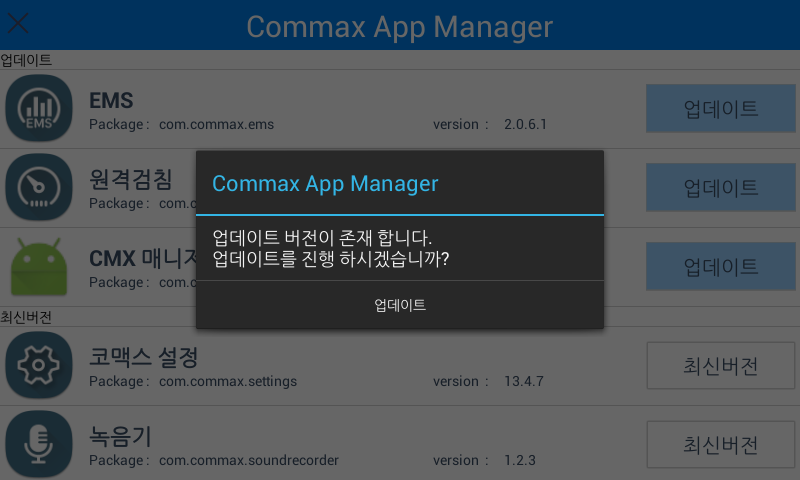 Commax App Manager
업데이트
EMS
EMS
Package : com.commax.ems version : 2.0.6.1
업데이트
원격검침
Package : com.c
업데이트
CMX 매니저
Package : com.c
업데이트
Commax App Manager
업데이트 버전이 존재 합니다.
업데이트를 진행 하시겠습니까?
업데이트
최신버전
코맥스 설정
Package : com.commax.settings version : 13.4.7
최신버전
녹음기
Package : com.commax.soundrecorder version : 1.2.3
최신버전